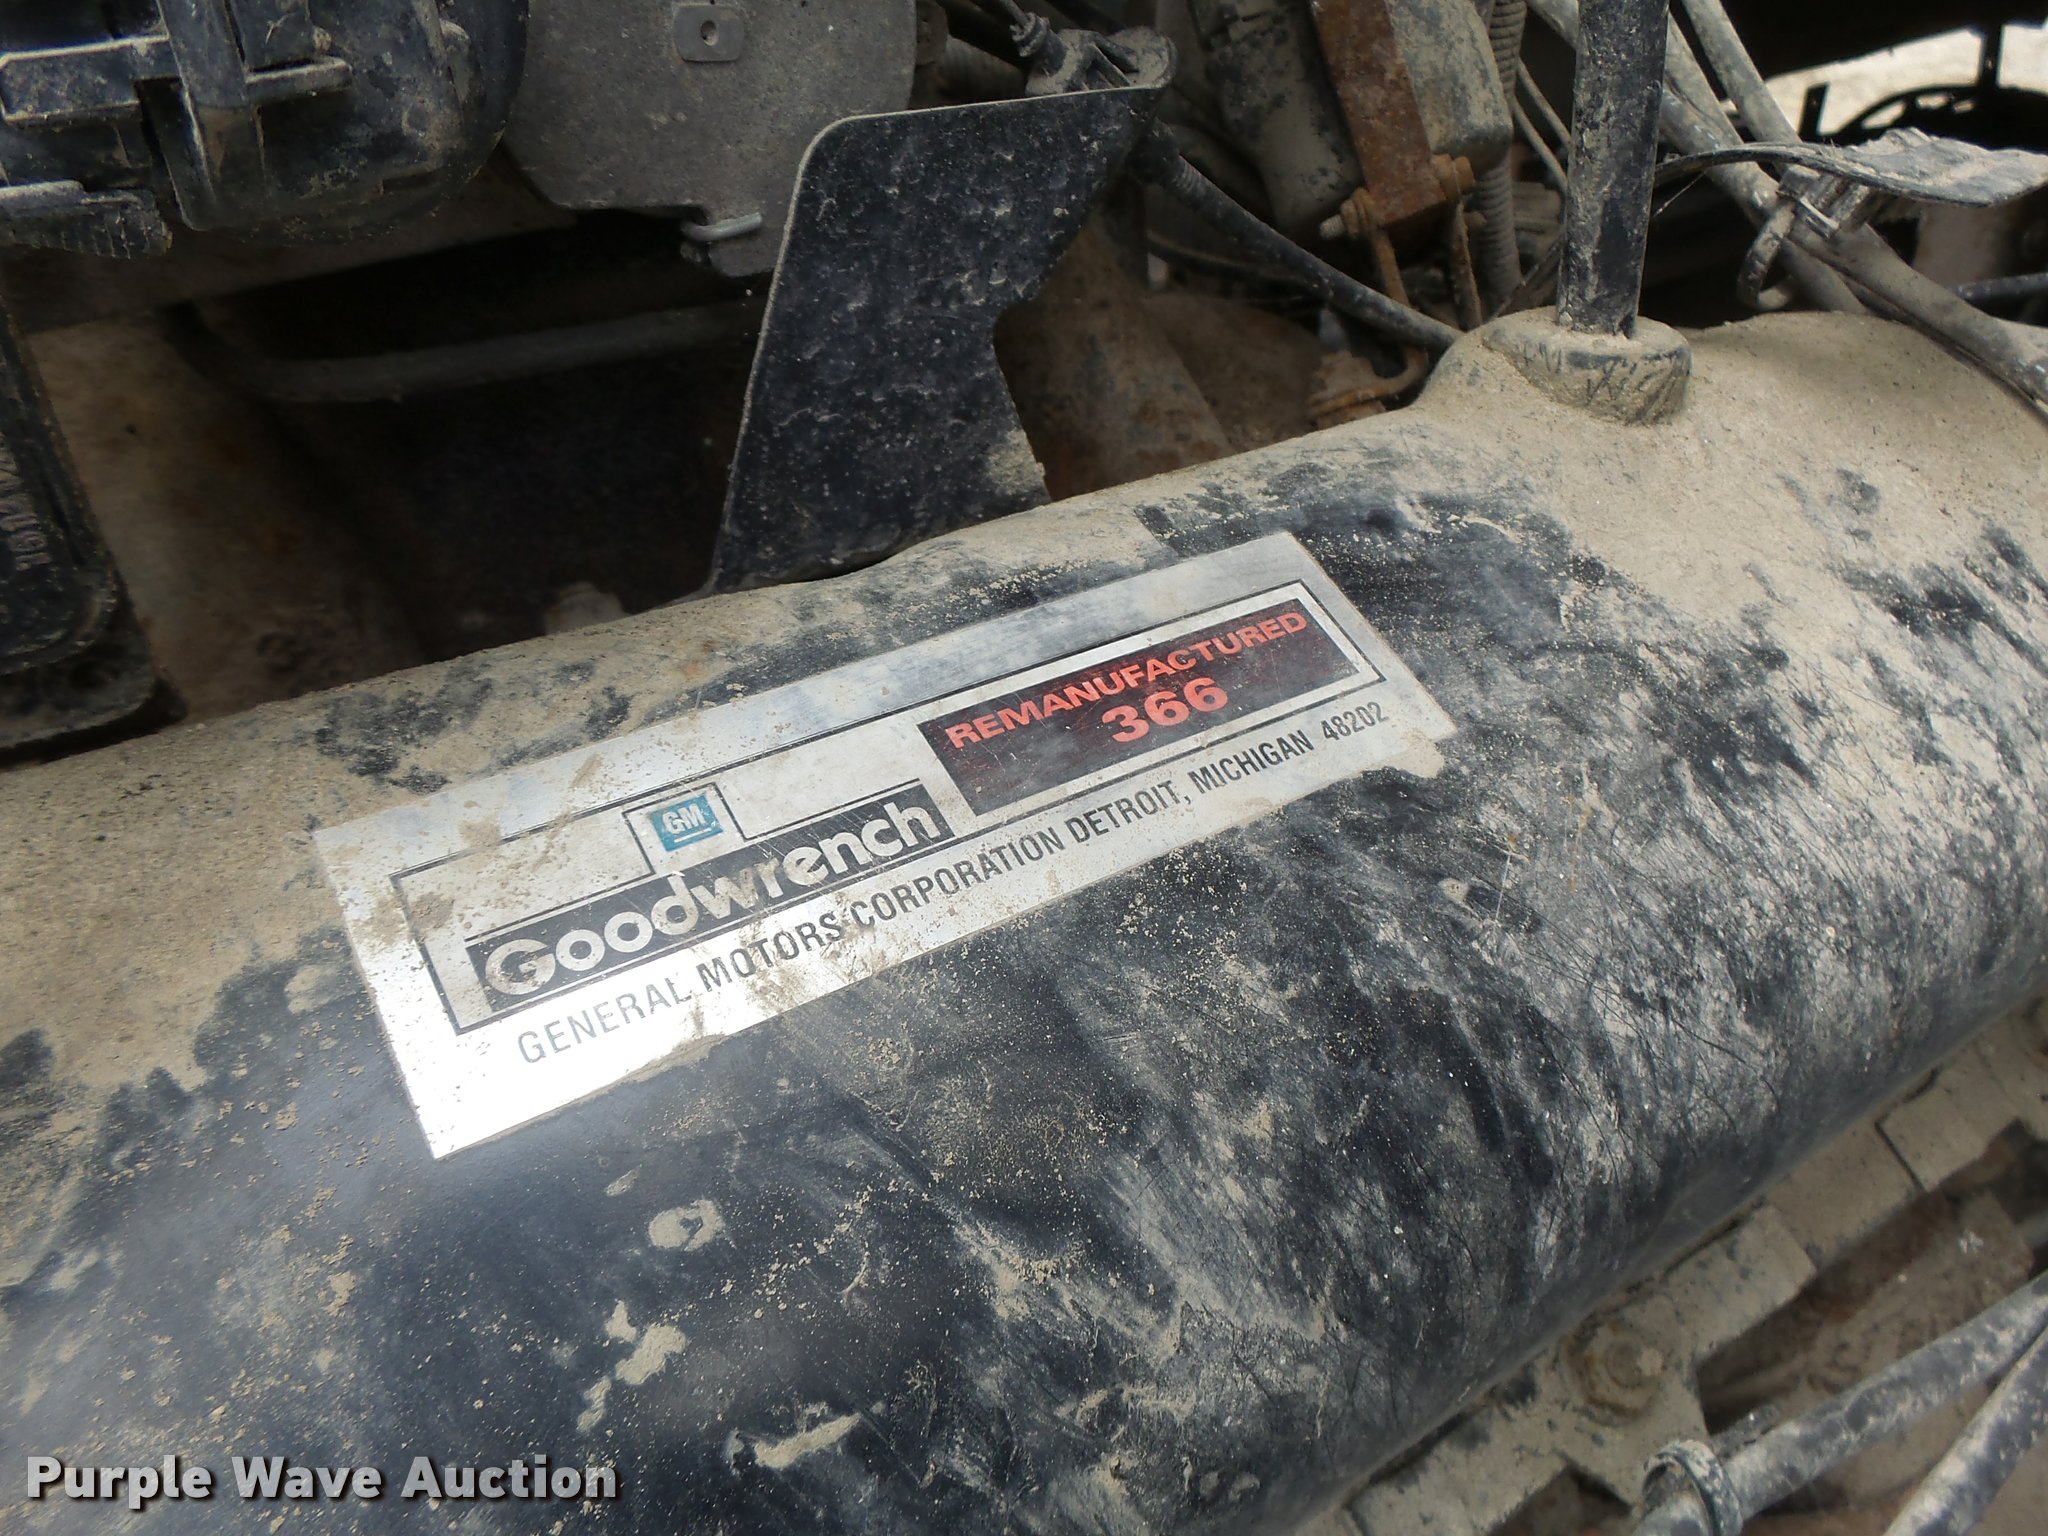 REMANUFACTURED
366
GM
Goodwrench
GENERAL MOTORS CORPORATION DETROIT, MICHIGAN 48202
Purple Wave Auction